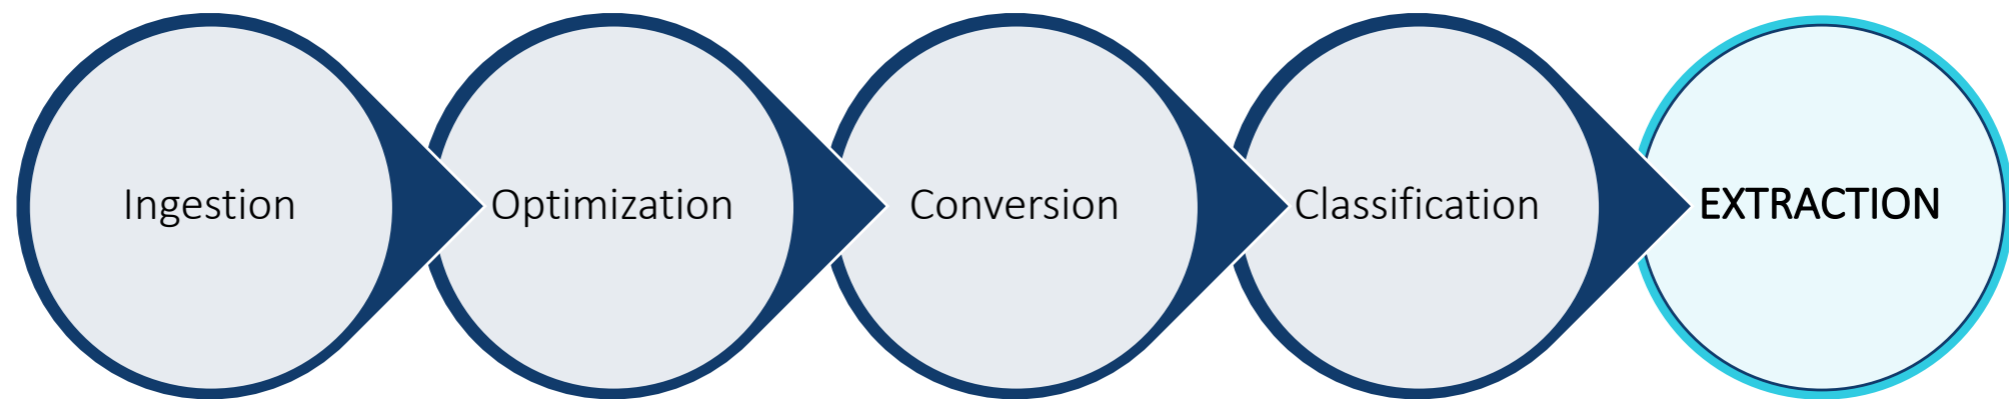 Ingestion
Optimization
Conversion
Classification
EXTRACTION